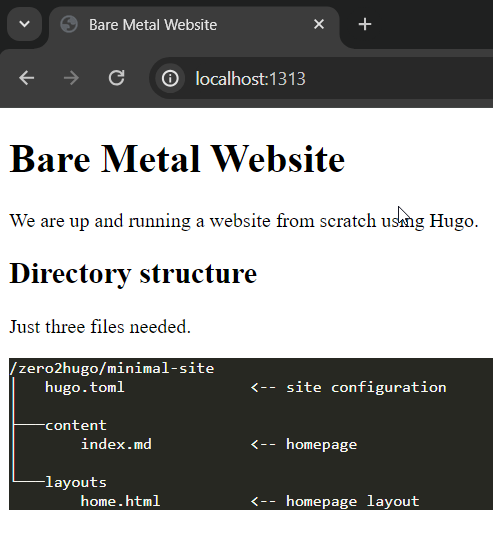 Bare Metal Website
localhost:1313
Bare Metal Website
We are up and running a website from scratch using Hugo.
Directory structure
Just three files needed.
/zero2hugo/minimal-site
│   hugo.toml              <-- site configuration
│
├───content
│       index.md           <-- homepage
│
└───layouts
        home.html          <-- homepage layout